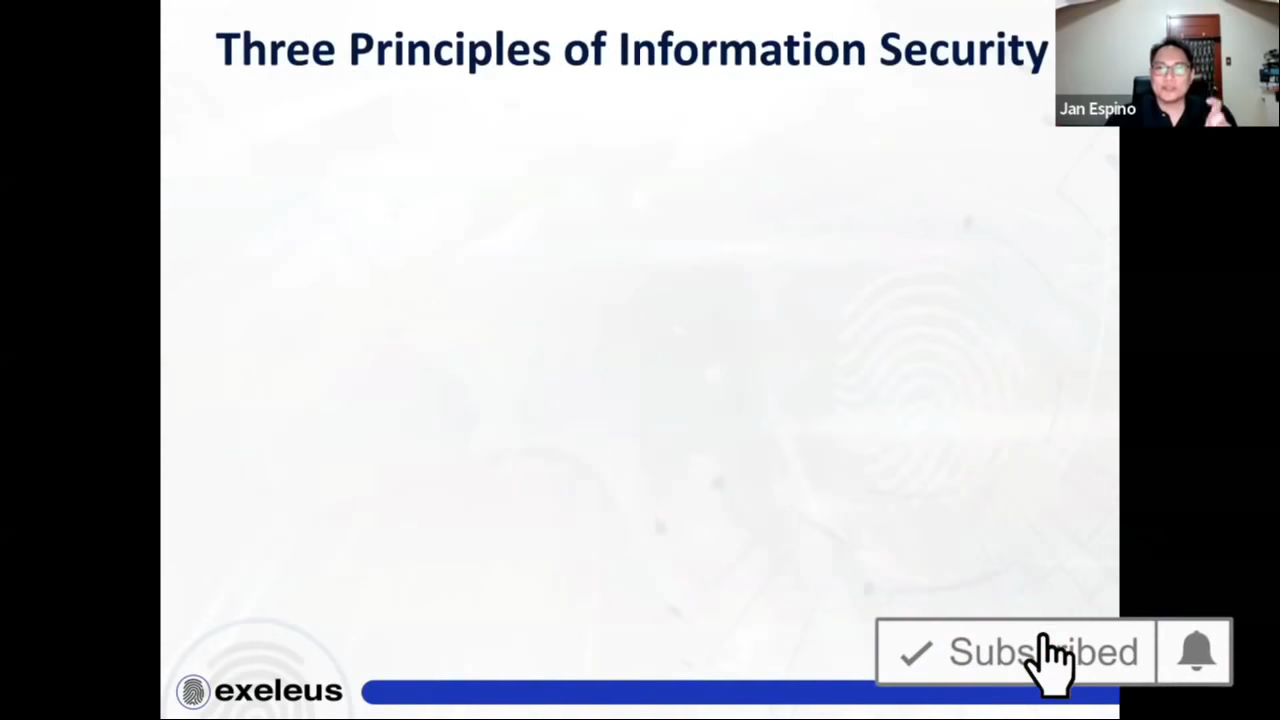 Three Principles of Information Security
Jan Espino
Subscribed
exeleus